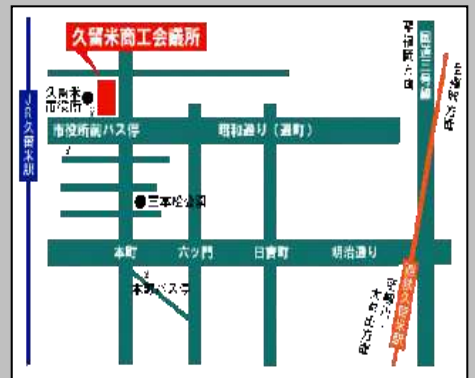 久留米商工会議所
久留米
市役所
JR久留米駅
国道三号線
市役所前バス停
昭和通り（通町）
三本松公園
本町
六ツ門
日吉町
明治通り
本町バス停
西鉄久留米駅